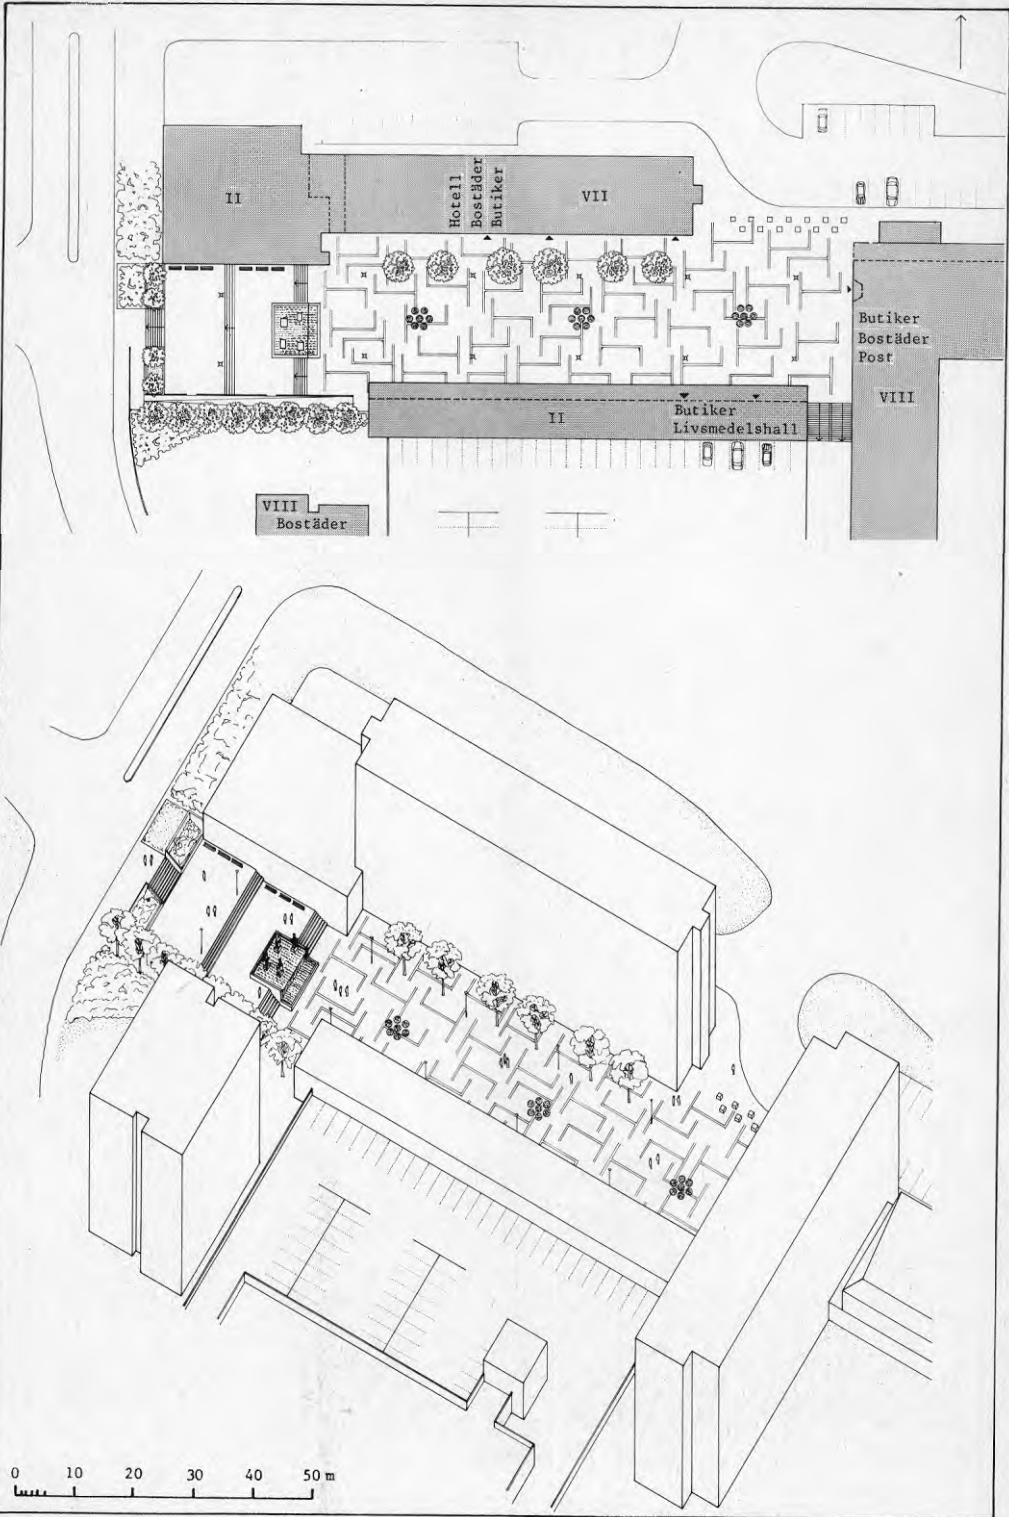 II
Hotell
Bostäder
Butiker
VII
Butiker
Bostäder
Post
VIII
II
Butiker
Livsmedelshall
VIII
Bostäder
0 10 20 30 40 50 m